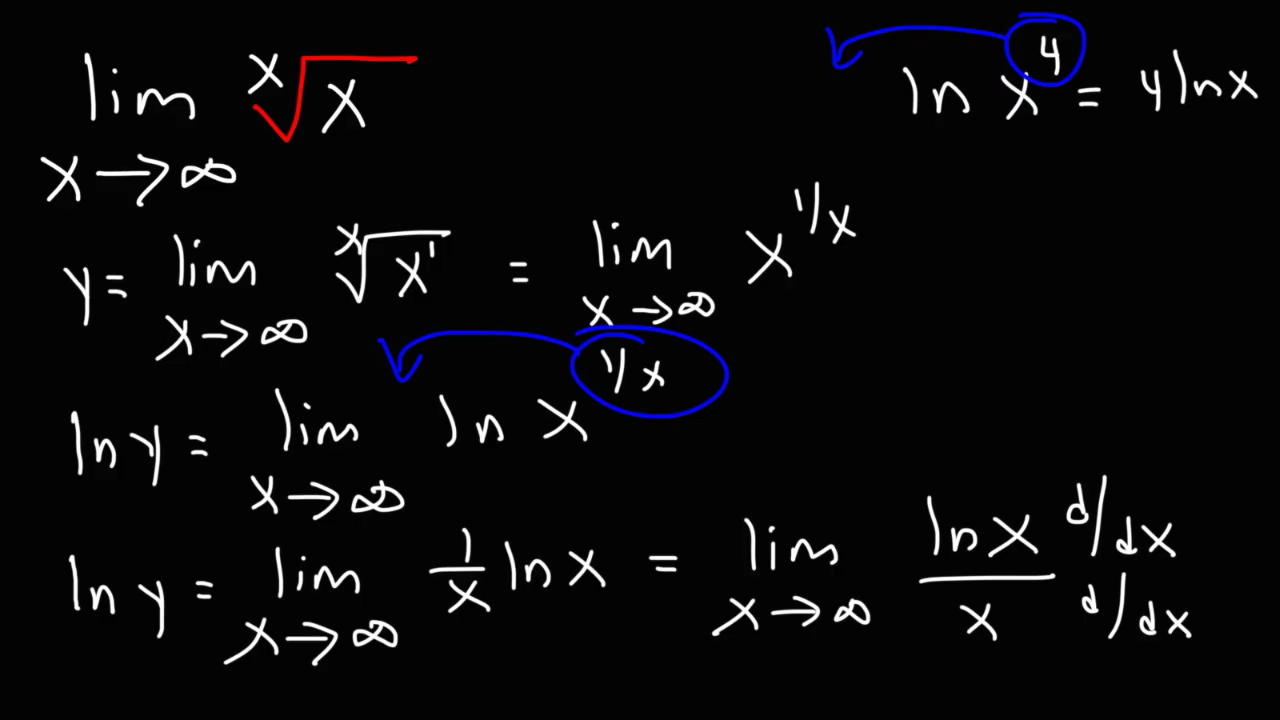 lim x→∞ ˣ√x
ln x⁴ = 4 ln x
y = lim x→∞ ˣ√x¹ = lim x→∞ x^1/x
ln y = lim x→∞ ln x^1/x
ln y = lim x→∞ 1/x ln x = lim x→∞ ln x / x d/dx d/dx